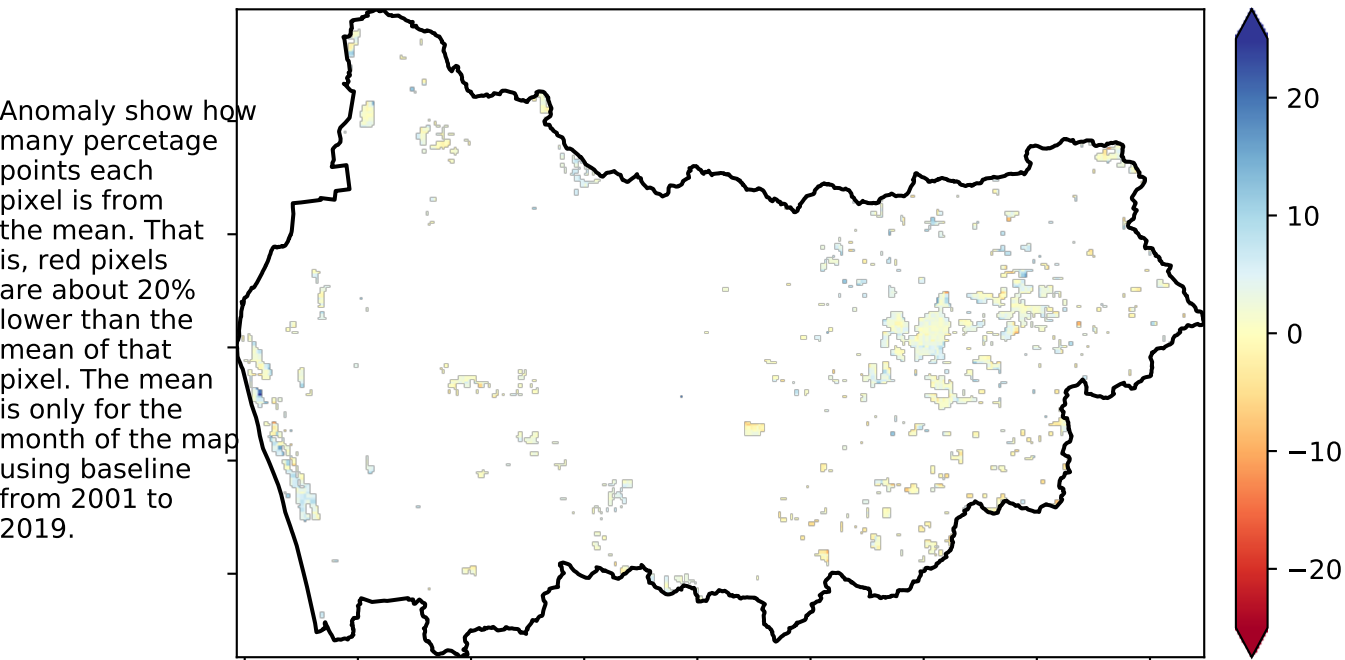 Anomaly show how
many percetage
points each
pixel is from
the mean. That
is, red pixels
are about 20%
lower than the
mean of that
pixel. The mean
is only for the
month of the map
using baseline
from 2001 to
2019.
20
10
0
−10
−20